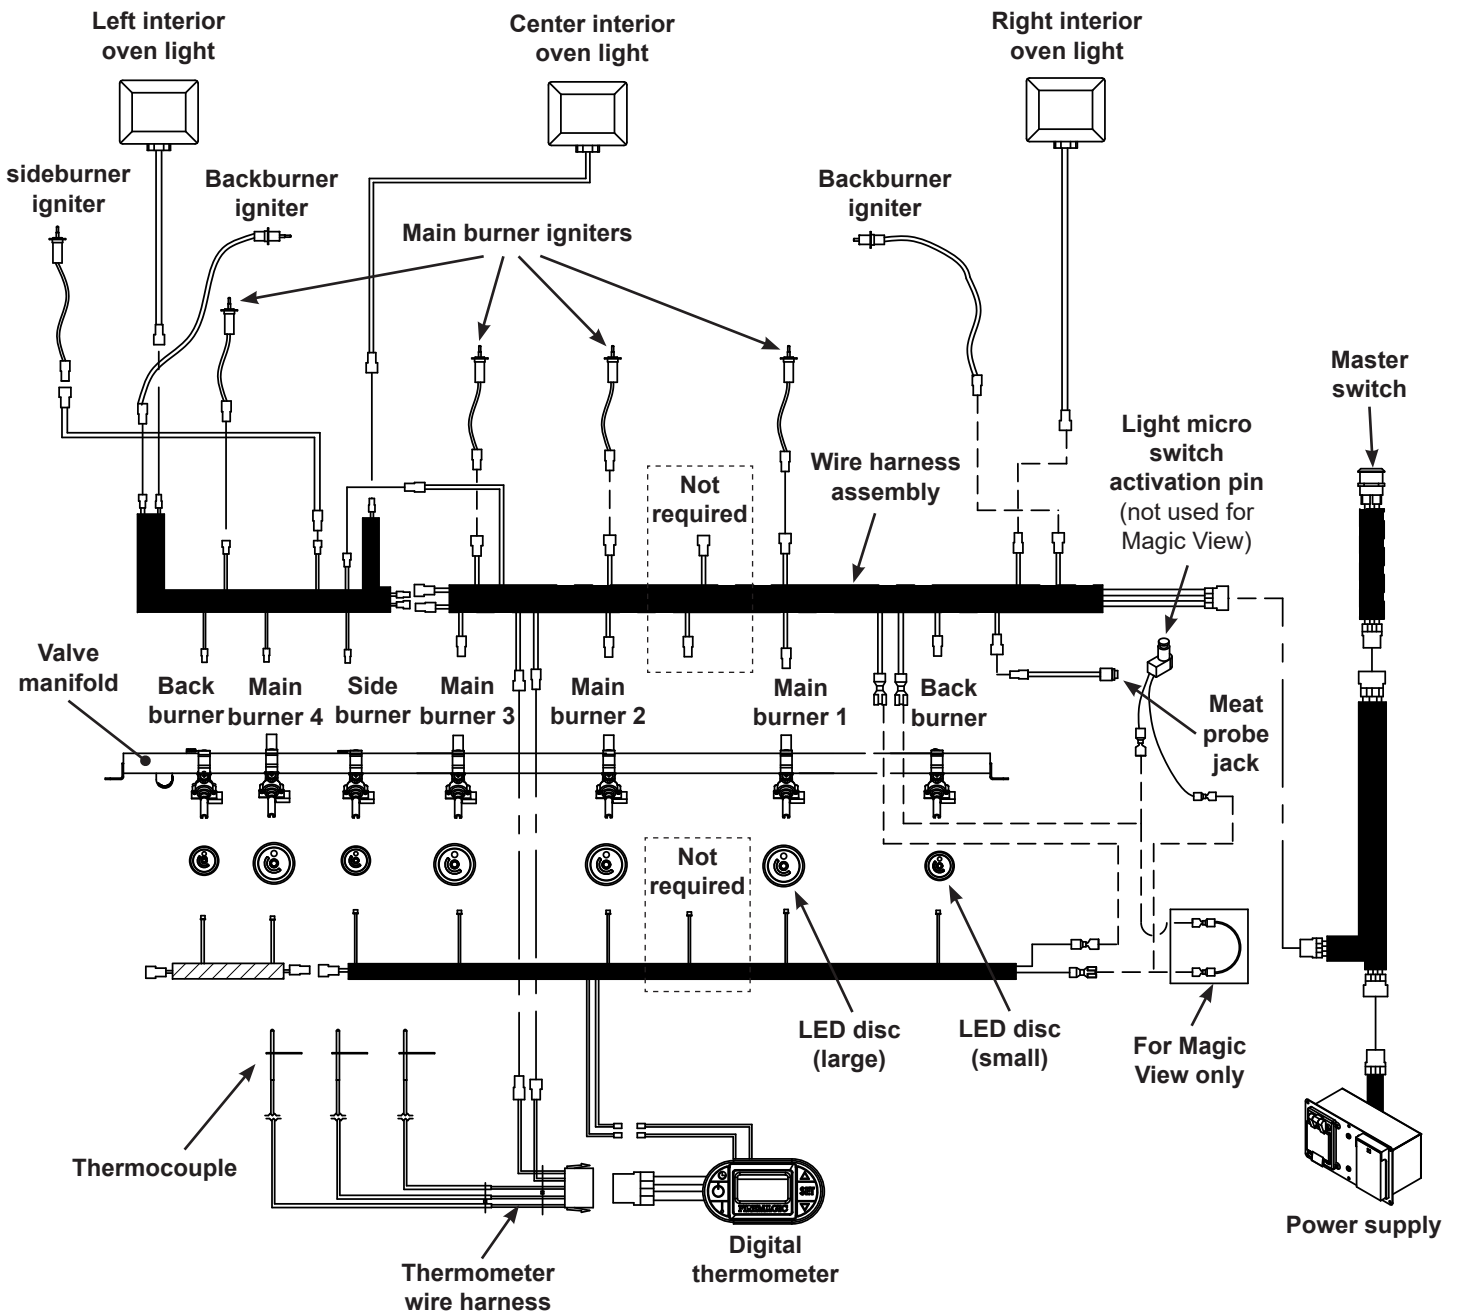 Left interior
oven light
Center interior
oven light
Right interior
oven light
sideburner
igniter
Backburner
igniter
Main burner igniters
Backburner
igniter
Master
switch
Light micro
switch
activation pin
(not used for
Magic View)
Wire harness
assembly
Not
required
Valve
manifold
Back
burner
Main
burner 4
Side
burner
Main
burner 3
Main
burner 2
Main
burner 1
Back
burner
Meat
probe
jack
Not
required
LED disc
(large)
LED disc
(small)
For Magic
View only
Thermocouple
SET
Power supply
Digital
thermometer
Thermometer
wire harness